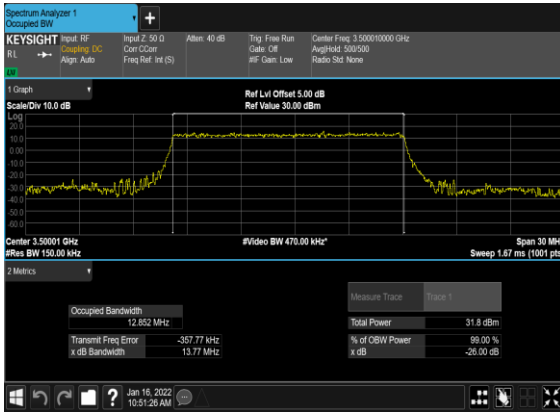 Spectrum Analyzer 1
Occupied BW
+
KEYSIGHT Input: RF Input Z: 50 Ω Atten: 40 dB Trig: Free Run Center Freq: 3.500010000 GHz
RL Coupling: DC Corr CCorr Gate: Off Avg|Hold: 500/500
Align: Auto Freq Ref: Int (S) #IF Gain: Low Radio Std: None
LW
1 Graph
Scale/Div 10.0 dB Ref Lvl Offset 5.00 dB
Ref Value 30.00 dBm
Log
20.0
10.0
0.00
-10.0
-20.0
-30.0
-40.0
-50.0
-60.0
Center 3.50001 GHz #Video BW 470.00 kHz* Span 30 MH
#Res BW 150.00 kHz Sweep 1.67 ms (1001 pts
2 Metrics
Measure Trace Trace 1
Occupied Bandwidth
12.852 MHz Total Power 31.8 dBm
Transmit Freq Error -357.77 kHz % of OBW Power 99.00 %
x dB Bandwidth 13.77 MHz x dB -26.00 dB
? Jan 16, 2022
10:51:26 AM